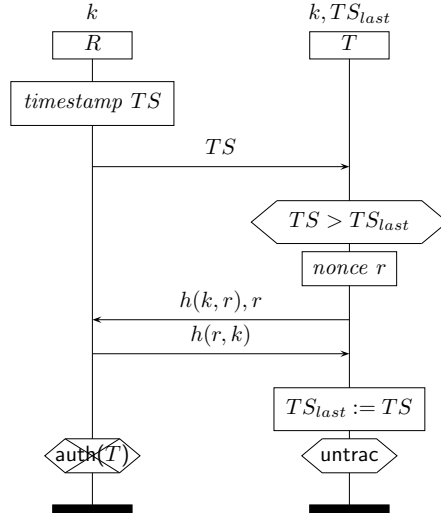 k
k, TS_last
R
T
timestamp TS
TS
TS > TS_last
nonce r
h(k, r), r
h(r, k)
TS_last := TS
auth(T)
untrac